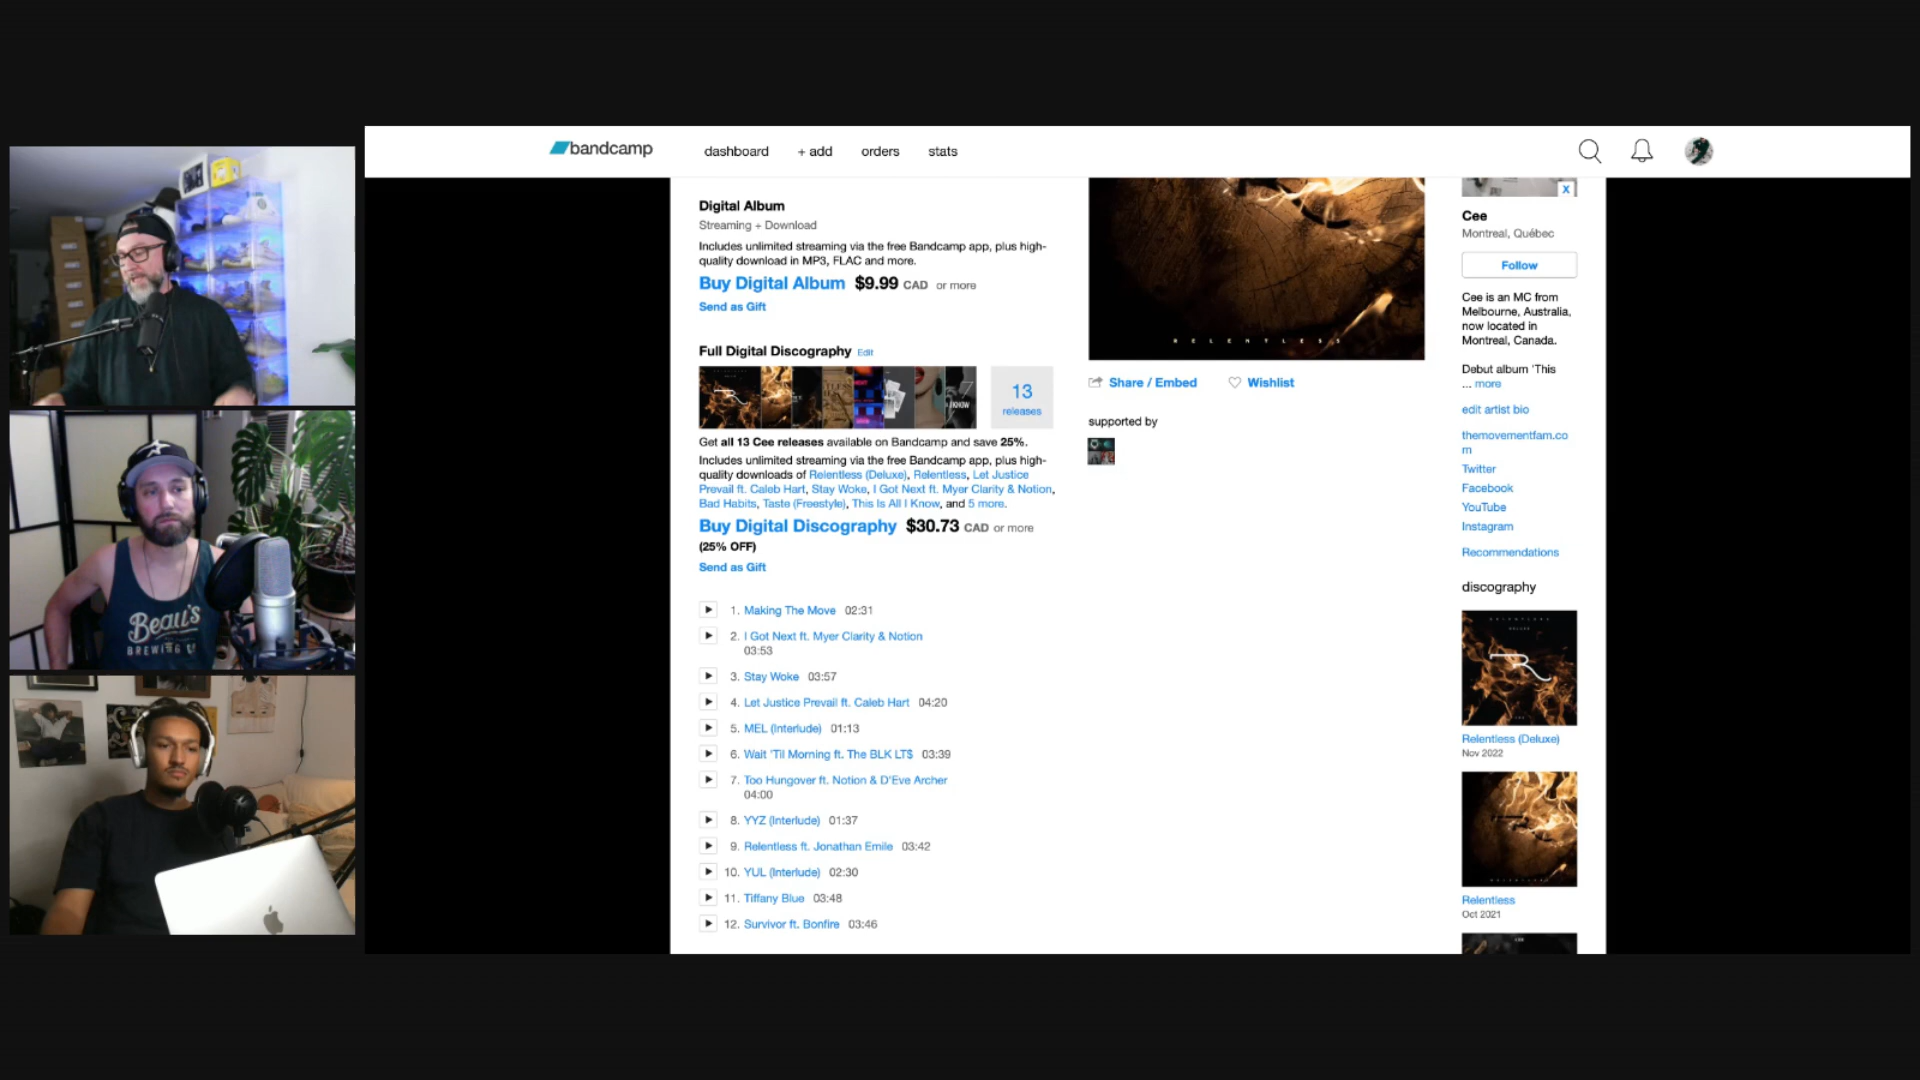 bandcamp
dashboard
+ add
orders
stats
Digital Album
Streaming + Download
Includes unlimited streaming via the free Bandcamp app, plus high-
quality download in MP3, FLAC and more.
Buy Digital Album $9.99 CAD or more
Send as Gift
Full Digital Discography Edit
13
releases
Get all 13 Cee releases available on Bandcamp and save 25%.
Includes unlimited streaming via the free Bandcamp app, plus high-
quality downloads of Relentless (Deluxe), Relentless, Let Justice
Prevail ft. Caleb Hart, Stay Woke, I Got Next ft. Myer Clarity & Notion,
Bad Habits, Taste (Freestyle), This Is All I Know, and 5 more.
Buy Digital Discography $30.73 CAD or more
(25% OFF)
Send as Gift
1. Making The Move 02:31
2. I Got Next ft. Myer Clarity & Notion
03:53
3. Stay Woke 03:57
4. Let Justice Prevail ft. Caleb Hart 04:20
5. MEL (Interlude) 01:13
6. Wait 'Til Morning ft. The BLK LT$ 03:39
7. Too Hungover ft. Notion & D'Eve Archer
04:00
8. YYZ (Interlude) 01:37
9. Relentless ft. Jonathan Emile 03:42
10. YUL (Interlude) 02:30
11. Tiffany Blue 03:48
12. Survivor ft. Bonfire 03:46
RELENTLESS
Share / Embed
Wishlist
supported by
X
Cee
Montreal, Québec
Follow
Cee is an MC from
Melbourne, Australia,
now located in
Montreal, Canada.
Debut album 'This
... more
edit artist bio
themovementfam.co
m
Twitter
Facebook
YouTube
Instagram
Recommendations
discography
RELENTLESS
DELUXE
CEE
Relentless (Deluxe)
Nov 2022
RELENTLESS
Relentless
Oct 2021
CEE
Beau's
BREWING CO